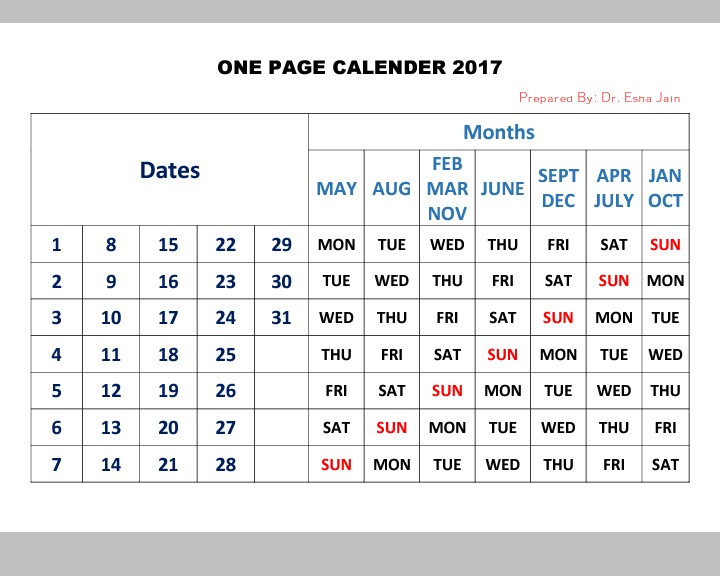 ONE PAGE CALENDER 2017
Prepared By: Dr. Esha Jain
Dates
Months
MAY AUG FEB MAR NOV JUNE SEPT DEC APR JULY JAN OCT
1 8 15 22 29 MON TUE WED THU FRI SAT SUN
2 9 16 23 30 TUE WED THU FRI SAT SUN MON
3 10 17 24 31 WED THU FRI SAT SUN MON TUE
4 11 18 25 THU FRI SAT SUN MON TUE WED
5 12 19 26 FRI SAT SUN MON TUE WED THU
6 13 20 27 SAT SUN MON TUE WED THU FRI
7 14 21 28 SUN MON TUE WED THU FRI SAT